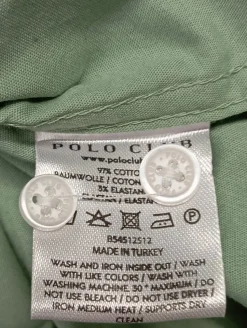 POLO CLUB
www.poloclub
97% COTTO
BAUMWOLLE / COTON
3% ELASTAN
ELASTAN
B54512512
MADE IN TURKEY
WASH AND IRON INSIDE OUT / WASH
WITH LIKE COLORS / WASH WITH
WASHING MACHINE 30° MAXIMUM / DO
NOT USE BLEACH / DO NOT USE DRYER /
IRON MEDIUM HEAT / SUPPORTS DRY
CLEAN